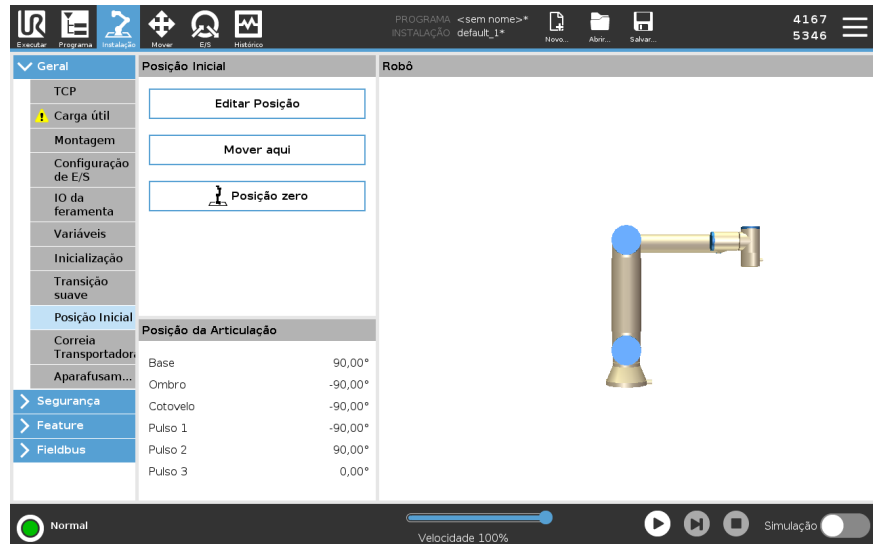 UR
Executar
Programa
Instalação
Mover
E/S
Histórico
PROGRAMA <sem nome>*
INSTALAÇÃO default_1*
Novo...
Abrir...
Salvar...
4167
5346
Geral
TCP
Carga útil
Montagem
Configuração
de E/S
IO da
feramenta
Variáveis
Inicialização
Transição
suave
Posição Inicial
Correia
Transportadora
Aparafusam...
Segurança
Feature
Fieldbus
Posição Inicial
Editar Posição
Mover aqui
Posição zero
Posição da Articulação
Base 90,00°
Ombro -90,00°
Cotovelo -90,00°
Pulso 1 -90,00°
Pulso 2 90,00°
Pulso 3 0,00°
Robô
Normal
Velocidade 100%
Simulação